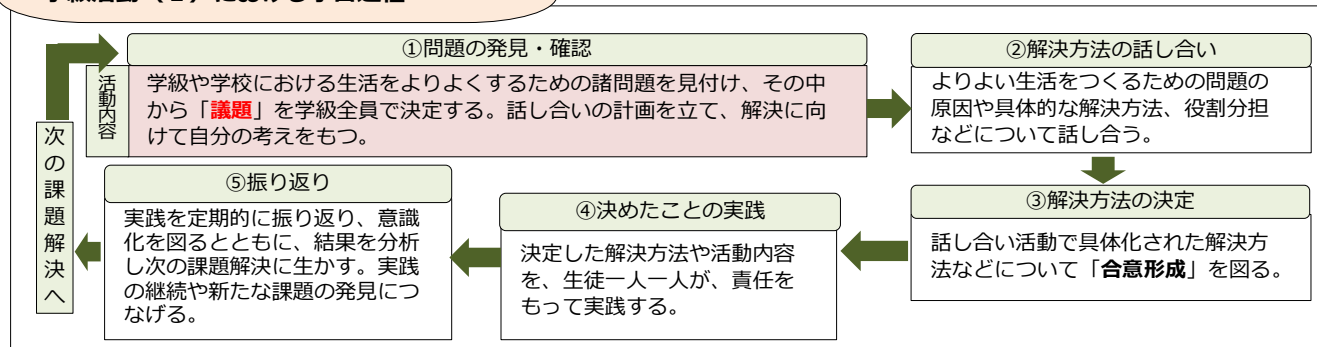 ①問題の発見・確認
活動内容
学級や学校における生活をよりよくするための諸問題を見付け、その中
から「議題」を学級全員で決定する。話し合いの計画を立て、解決に向
けて自分の考えをもつ。
②解決方法の話し合い
よりよい生活をつくるための問題の
原因や具体的な解決方法、役割分担
などについて話し合う。
③解決方法の決定
話し合い活動で具体化された解決方
法などについて「合意形成」を図る。
④決めたことの実践
決定した解決方法や活動内容
を、生徒一人一人が、責任を
もって実践する。
⑤振り返り
実践を定期的に振り返り、意識
化を図るとともに、結果を分析
し次の課題解決に生かす。実践
の継続や新たな課題の発見につ
なげる。
次の課題解決へ